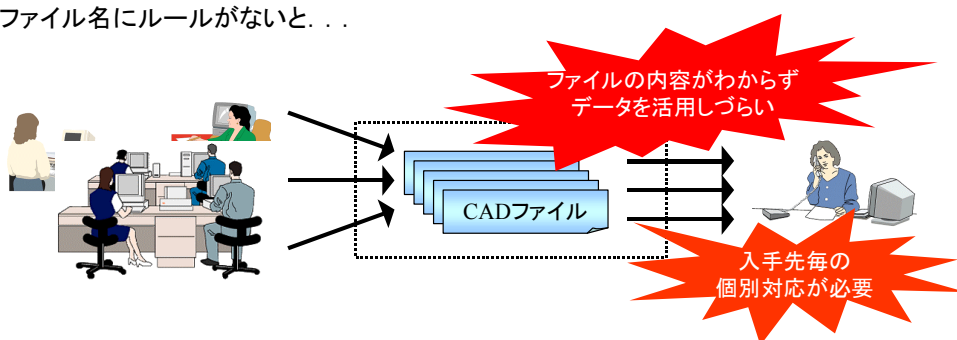 ファイル名にルールがないと. . .
ファイルの内容がわからず
データを活用しづらい
CADファイル
入手先毎の
個別対応が必要